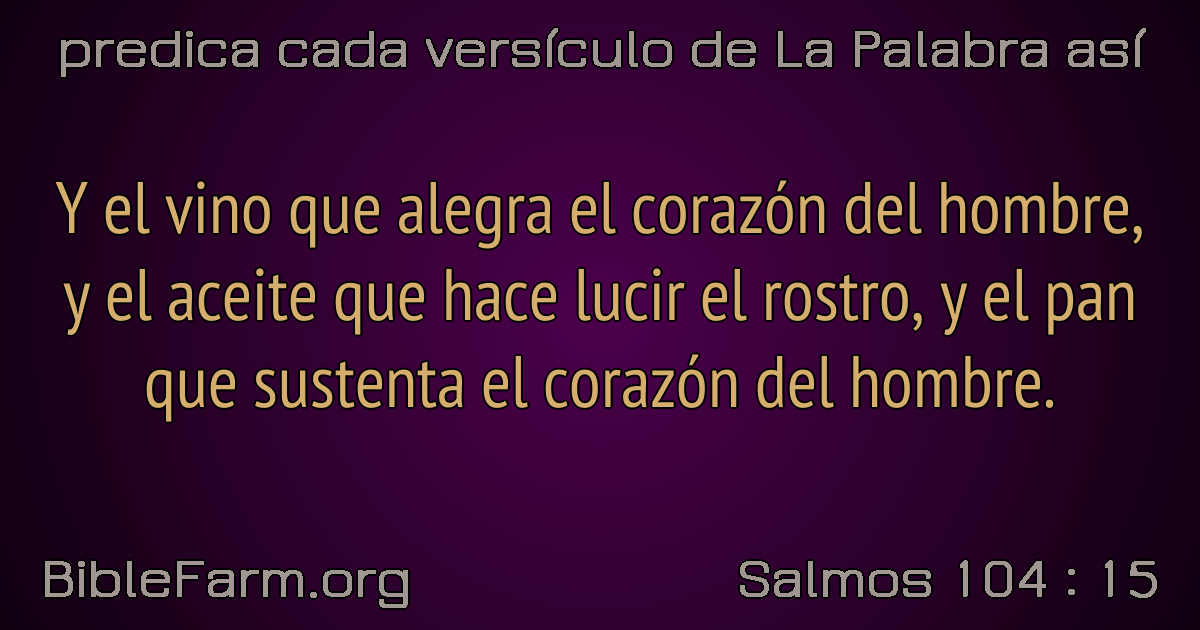 predica cada versículo de La Palabra así
Y el vino que alegra el corazón del hombre,
y el aceite que hace lucir el rostro, y el pan
que sustenta el corazón del hombre.
BibleFarm.org
Salmos 104 : 15